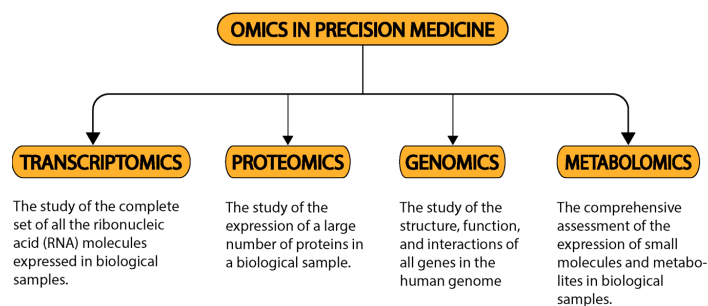 OMICS IN PRECISION MEDICINE
TRANSCRIPTOMICS
The study of the complete
set of all the ribonucleic
acid (RNA) molecules
expressed in biological
samples.
PROTEOMICS
The study of the
expression of a large
number of proteins in
a biological sample.
GENOMICS
The study of the
structure, function,
and interactions of
all genes in the
human genome
METABOLOMICS
The comprehensive
assessment of the
expression of small
molecules and metabo-
lites in biological
samples.